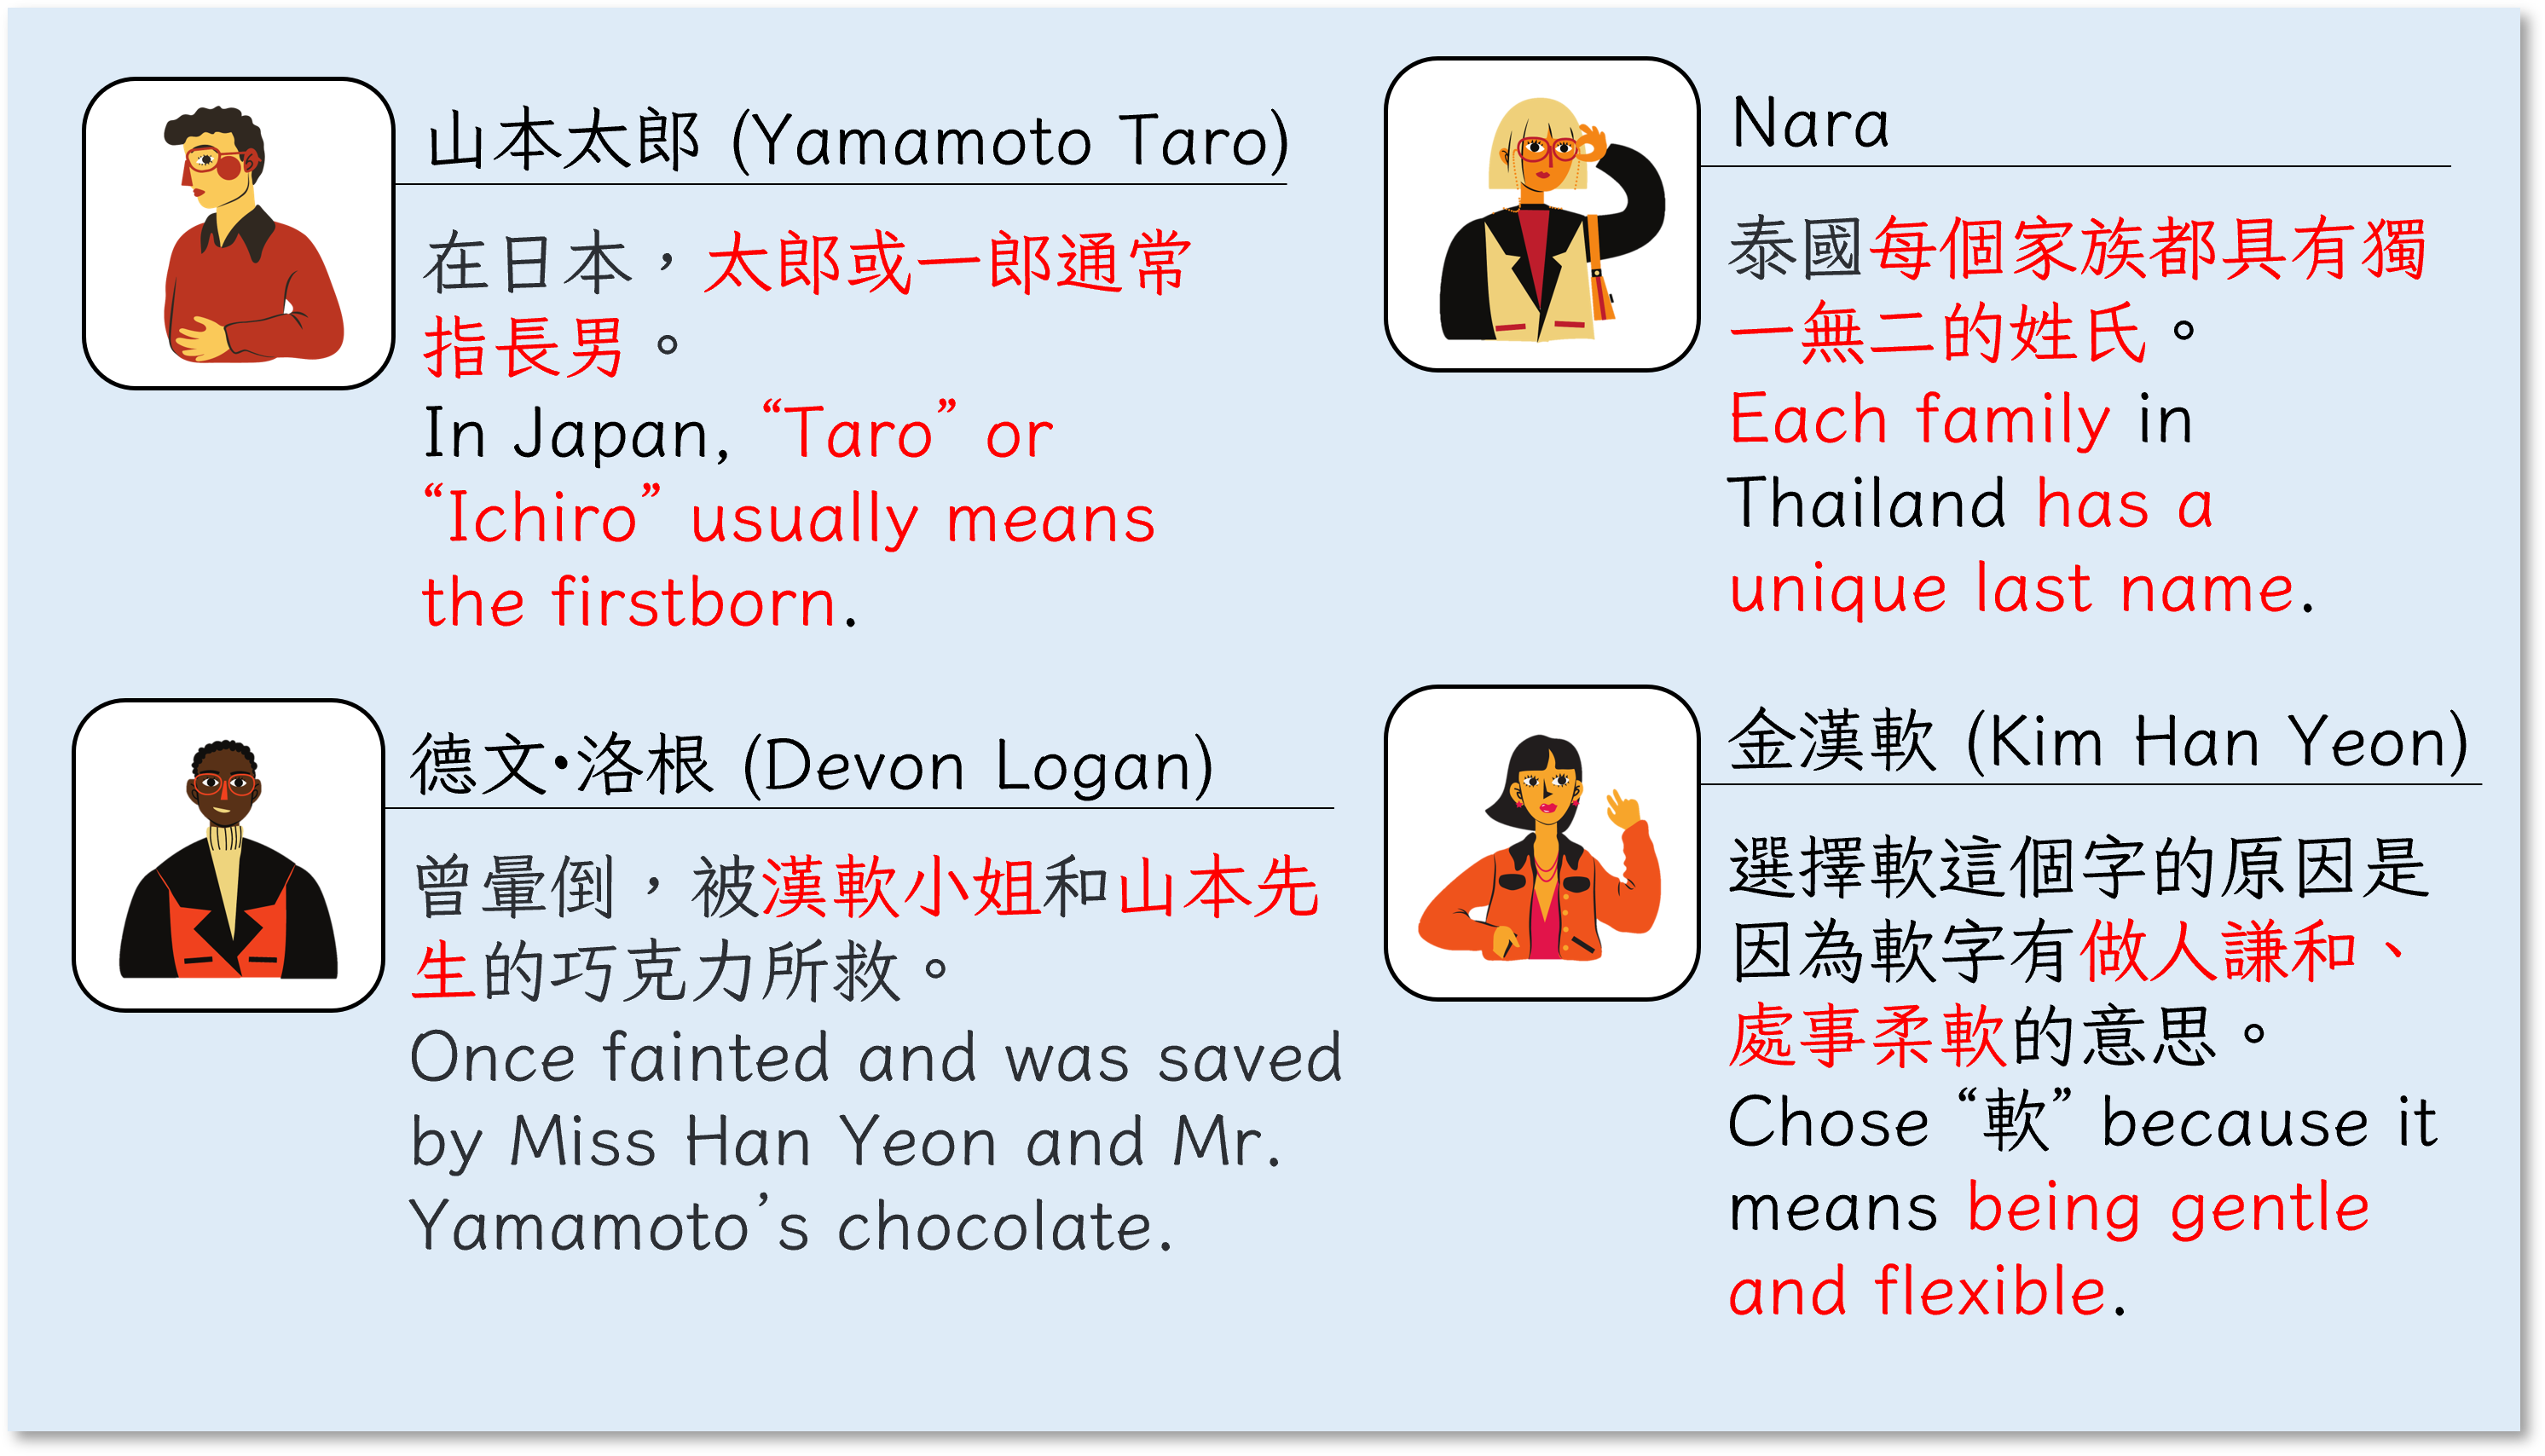 山本太郎 (Yamamoto Taro)
在日本，太郎或一郎通常
指長男。
In Japan, “Taro” or
“Ichiro” usually means
the firstborn.
Nara
泰國每個家族都具有獨
一無二的姓氏。
Each family in
Thailand has a
unique last name.
德文•洛根 (Devon Logan)
曾暈倒，被漢軟小姐和山本先
生的巧克力所救。
Once fainted and was saved
by Miss Han Yeon and Mr.
Yamamoto’s chocolate.
金漢軟 (Kim Han Yeon)
選擇軟這個字的原因是
因為軟字有做人謙和、
處事柔軟的意思。
Chose “軟” because it
means being gentle
and flexible.